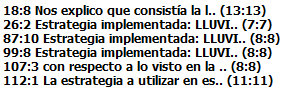 18:8 Nos explico que consistía la l.. (13:13)
26:2 Estrategia implementada: LLUVI.. (7:7)
87:10 Estrategia implementada: LLUVI.. (8:8)
99:8 Estrategia implementada: LLUVI.. (8:8)
107:3 con respecto a lo visto en la .. (8:8)
112:1 La estrategia a utilizar en es.. (11:11)